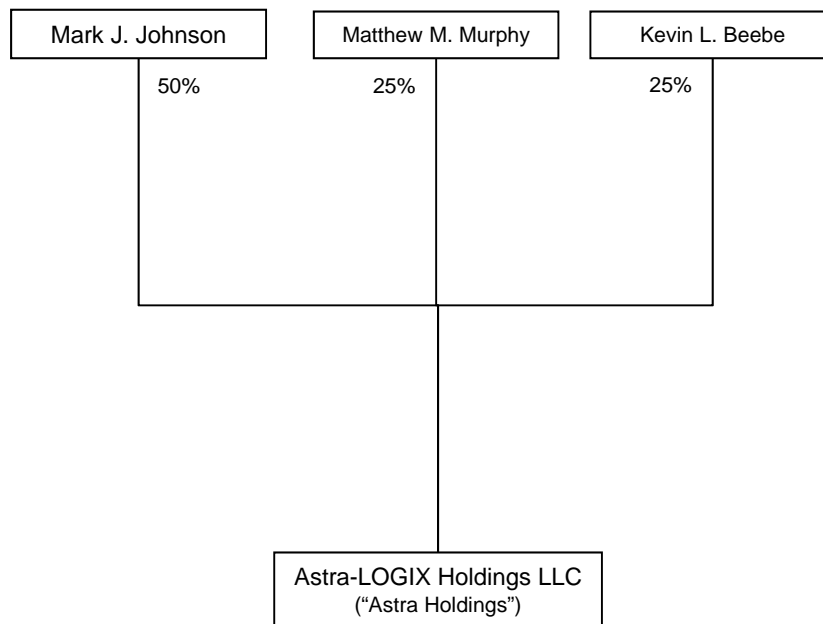 Mark J. Johnson
Matthew M. Murphy
Kevin L. Beebe
50%
25%
25%
Astra-LOGIX Holdings LLC
(“Astra Holdings”)